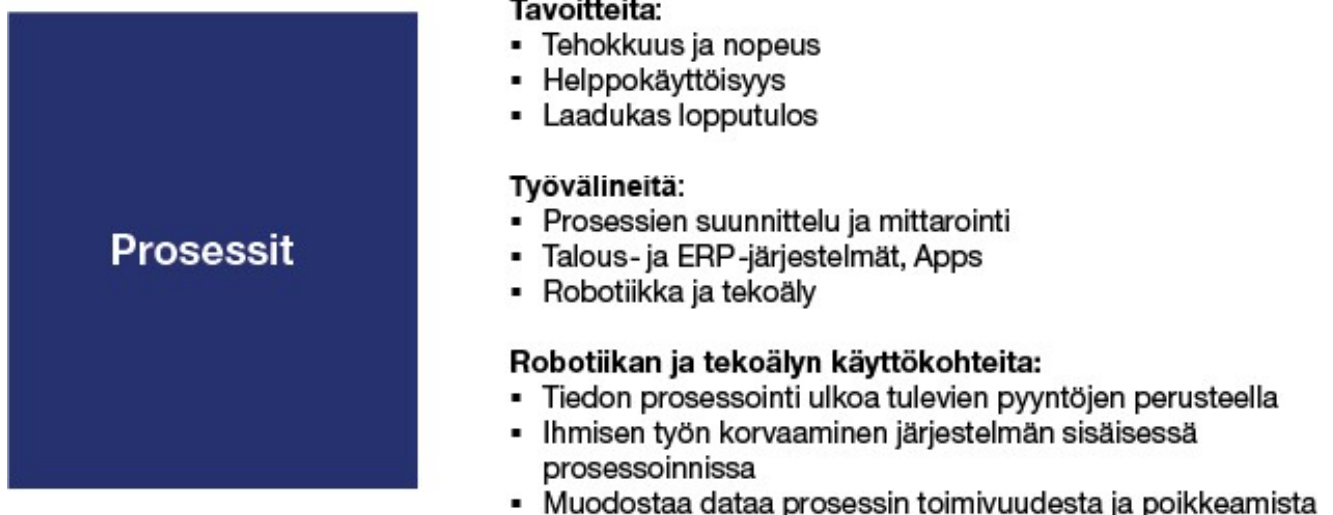 Prosessit
Tavoitteita:
▪ Tehokkuus ja nopeus
▪ Helppokäyttöisyys
▪ Laadukas lopputulos
Työvälineitä:
▪ Prosessien suunnittelu ja mittarointi
▪ Talous- ja ERP-järjestelmät, Apps
▪ Robotiikka ja tekoäly
Robotiikan ja tekoälyn käyttökohteita:
▪ Tiedon prosessointi ulkoa tulevien pyyntöjen perusteella
▪ Ihmisen työn korvaaminen järjestelmän sisäisessä
prosessoinnissa
▪ Muodostaa dataa prosessin toimivuudesta ja poikkeamista